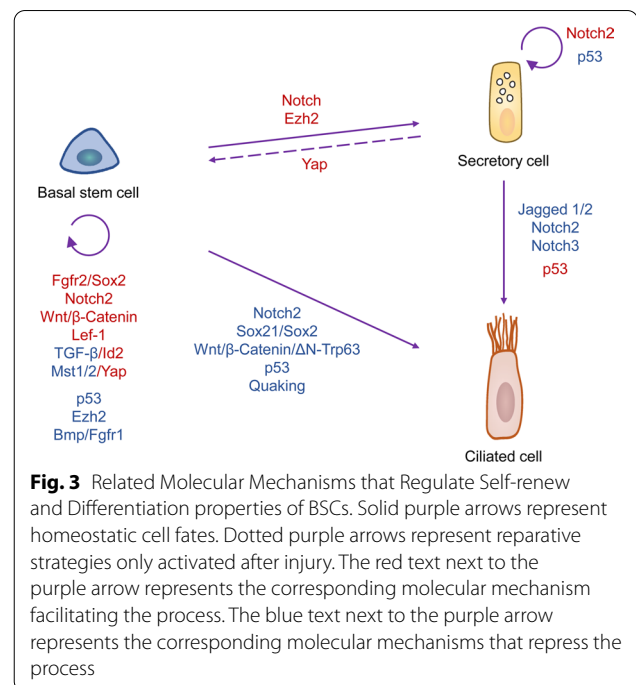 Notch2
p53
Notch
Ezh2
Yap
Basal stem cell
Secretory cell
Fgfr2/Sox2
Notch2
Wnt/β-Catenin
Lef-1
TGF-β/Id2
Mst1/2/Yap
p53
Ezh2
Bmp/Fgfr1
Notch2
Sox21/Sox2
Wnt/β-Catenin/ΔN-Trp63
p53
Quaking
Jagged 1/2
Notch2
Notch3
p53
Ciliated cell
Fig. 3 Related Molecular Mechanisms that Regulate Self-renew
and Differentiation properties of BSCs. Solid purple arrows represent
homeostatic cell fates. Dotted purple arrows represent reparative
strategies only activated after injury. The red text next to the
purple arrow represents the corresponding molecular mechanism
facilitating the process. The blue text next to the purple arrow
represents the corresponding molecular mechanisms that repress the
process